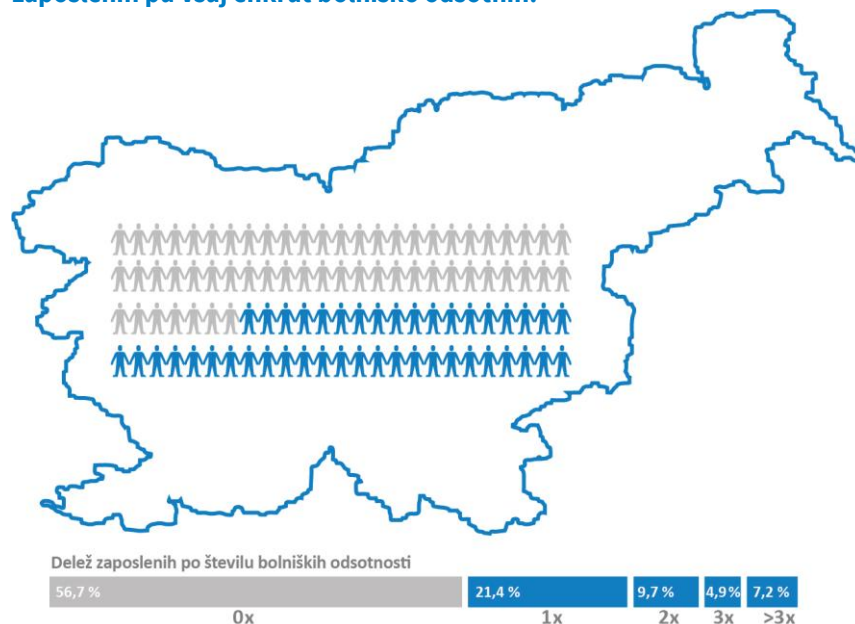 zaposlenih pa vsaj enkrat bolniško odsotnih.
Delež zaposlenih po številu bolniških odsotnosti
56,7 % 21,4 % 9,7 % 4,9% 7,2 %
0x 1x 2x 3x >3x